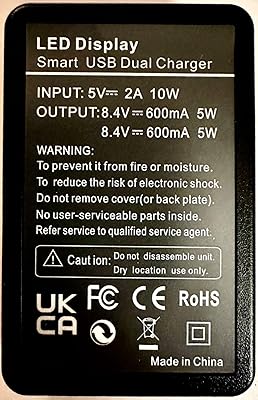 LED Display
Smart USB Dual Charger
INPUT: 5V⎓ 2A 10W
OUTPUT: 8.4V⎓ 600mA 5W
8.4V⎓ 600mA 5W
WARNING:
To prevent it from fire or moisture.
To reduce the risk of electronic shock.
Do not remove cover(or back plate).
No user-serviceable parts inside.
Refer service to qualified service agent.
Caution: Do not disassemble unit.
Dry location use only.
UK CA FC CE RoHS
Made in China